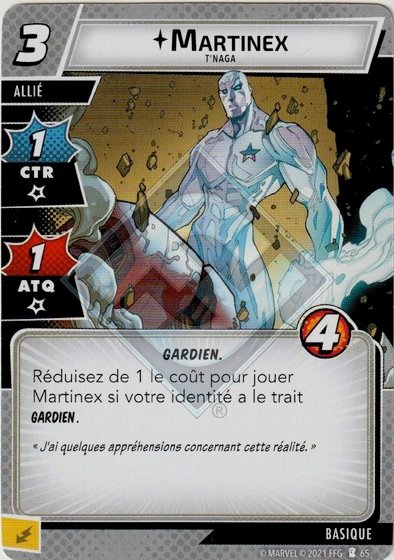 3
MARTINEX
T'NAGA
ALLIÉ
1
CTR
1
ATQ
4
GARDIEN.
Réduisez de 1 le coût pour jouer
Martinex si votre identité a le trait
GARDIEN.
« J'ai quelques appréhensions concernant cette réalité. »
®
BASIQUE
© MARVEL © 2021 FFG 65